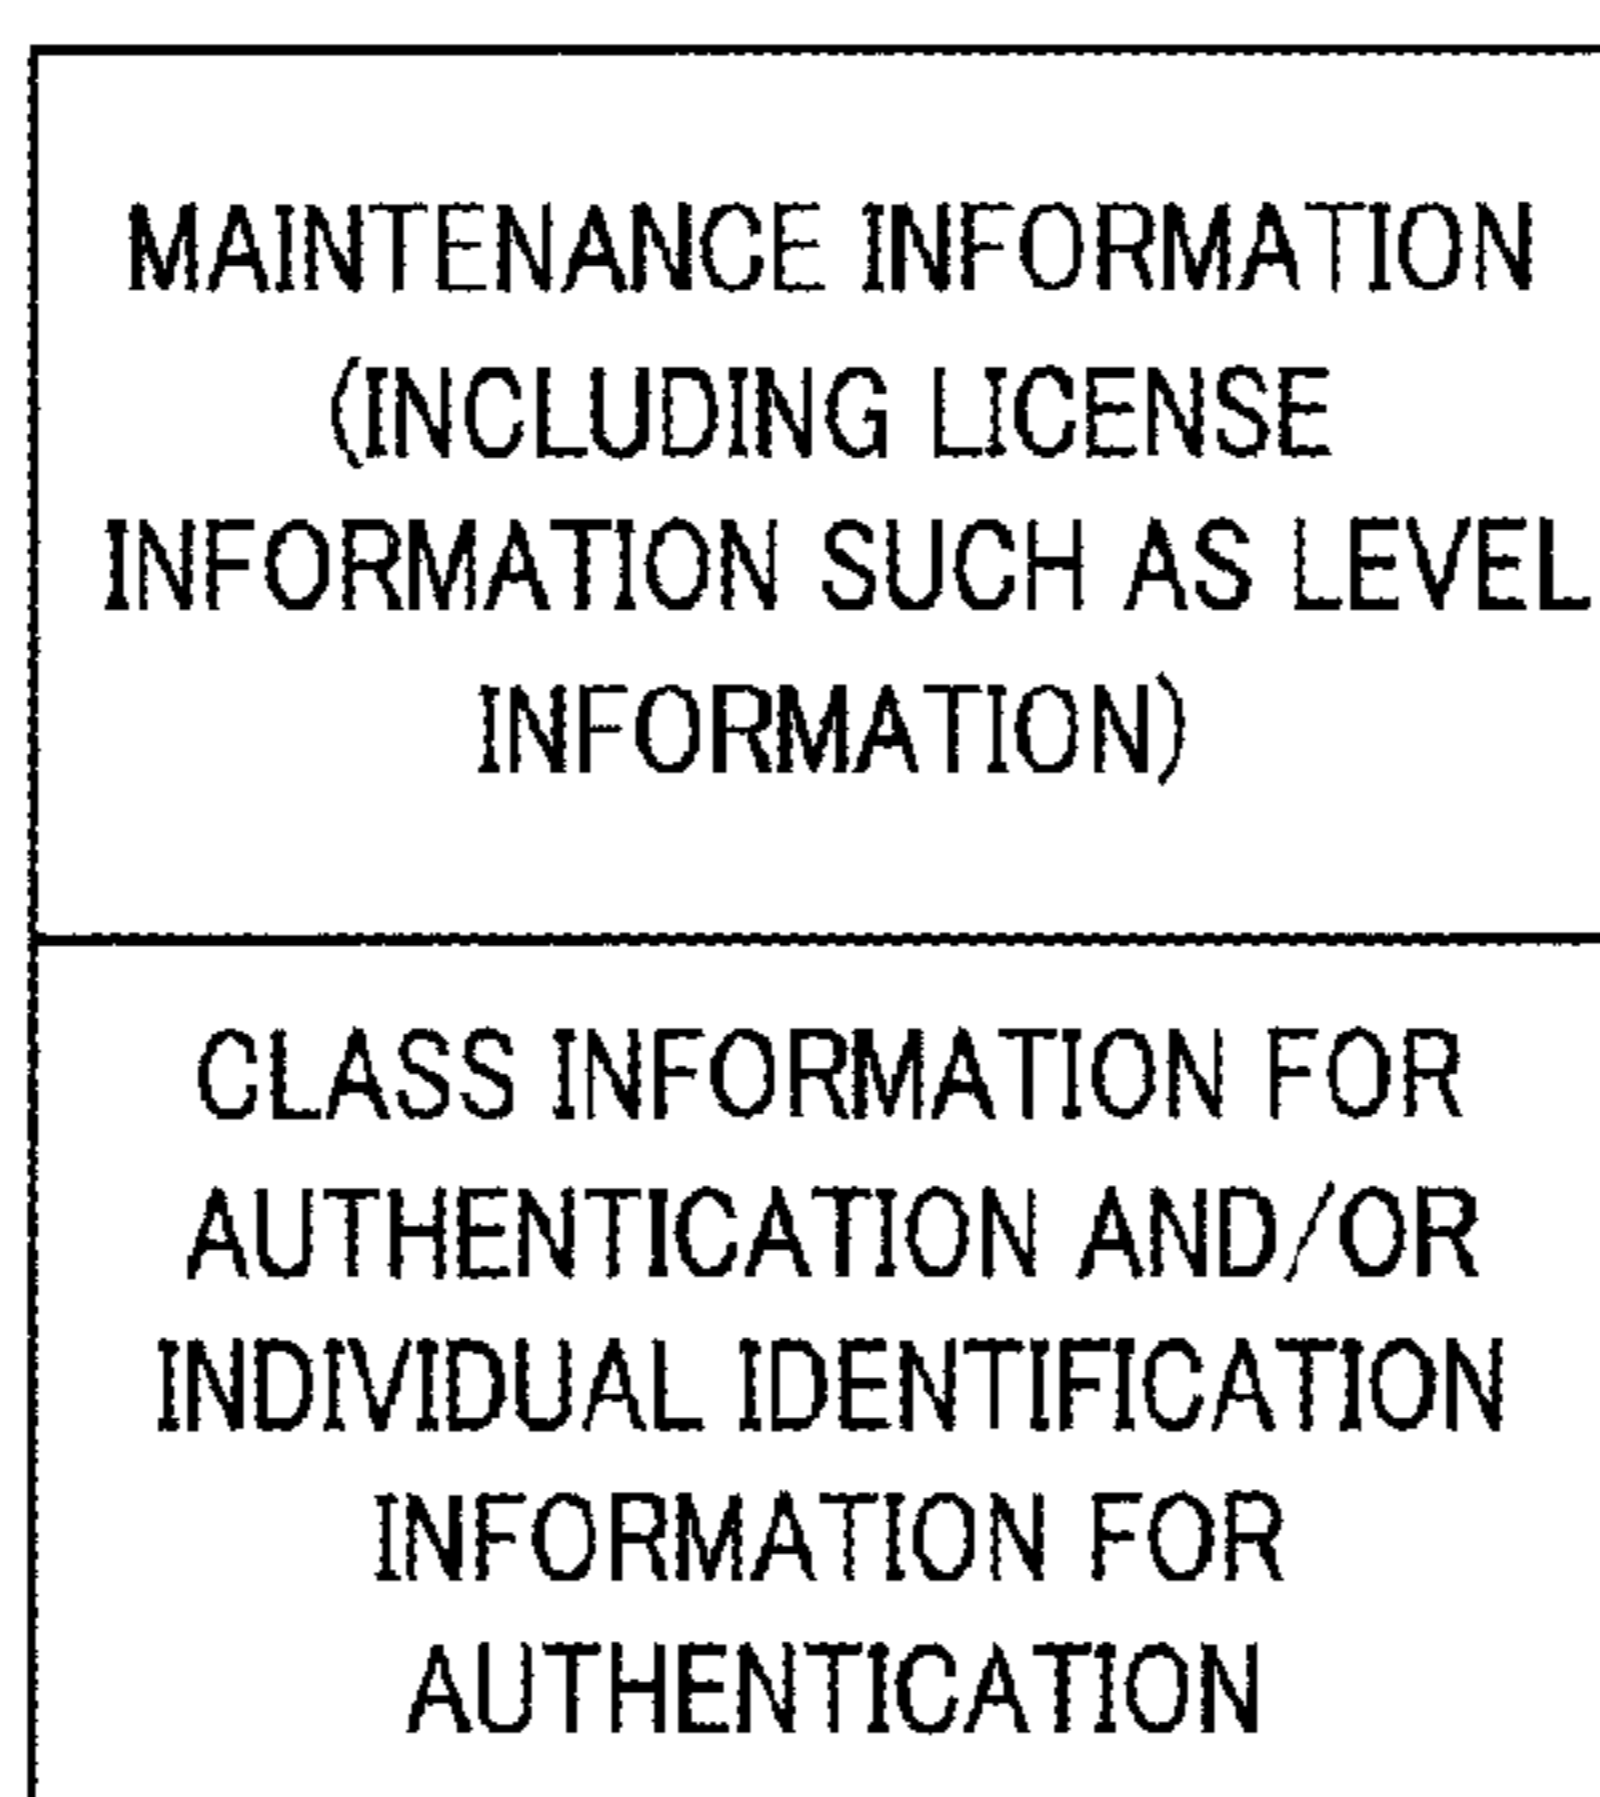 MAINTENANCE INFORMATION
(INCLUDING LICENSE
INFORMATION SUCH AS LEVEL
INFORMATION)
CLASS INFORMATION FOR
AUTHENTICATION AND/OR
INDIVIDUAL IDENTIFICATION
INFORMATION FOR
AUTHENTICATION